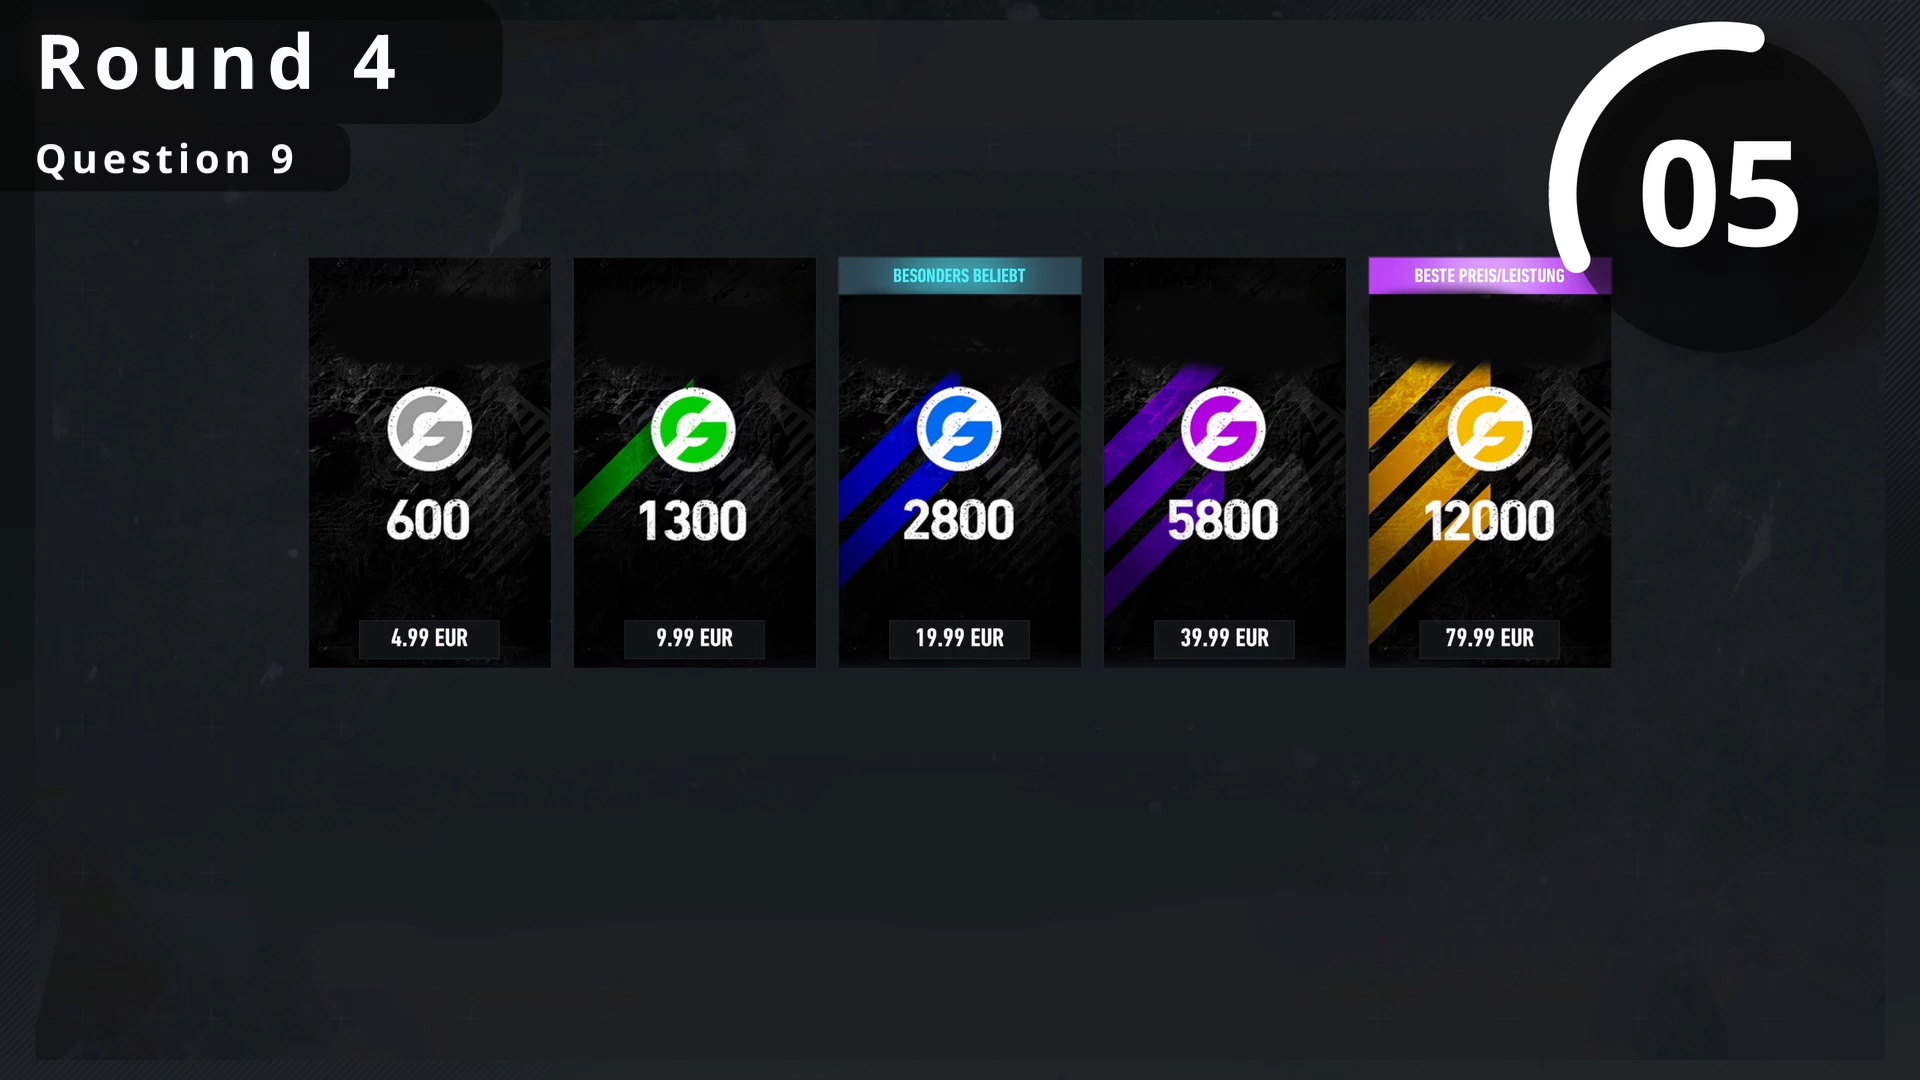 Round 4
Question 9
05
BESONDERS BELIEBT
BESTE PREIS/LEISTUNG
600
1300
2800
5800
12000
4.99 EUR
9.99 EUR
19.99 EUR
39.99 EUR
79.99 EUR